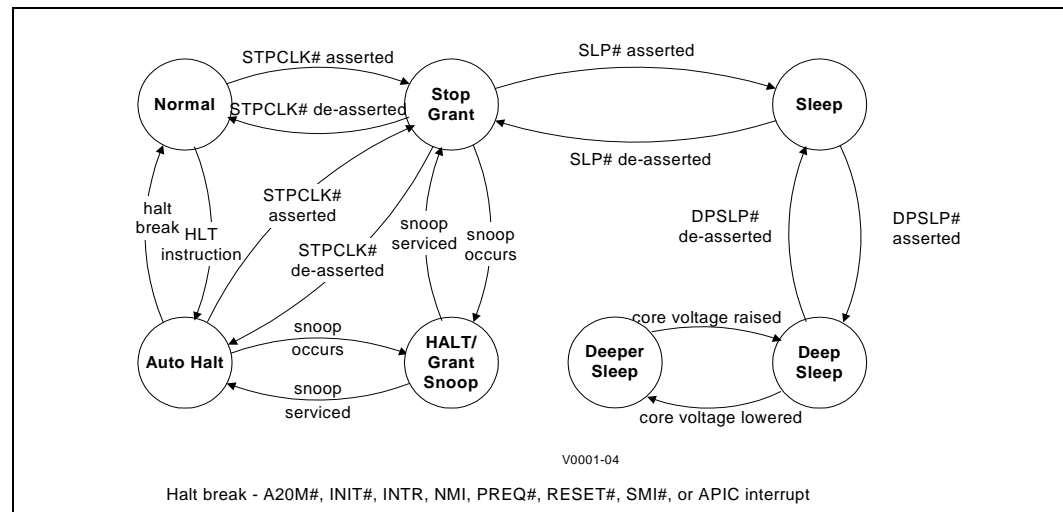 STPCLK# asserted
SLP# asserted
Normal
Stop
Grant
Sleep
STPCLK# de-asserted
SLP# de-asserted
halt
break
HLT
instruction
STPCLK#
asserted
STPCLK#
de-asserted
snoop
serviced
snoop
occurs
DPSLP#
de-asserted
DPSLP#
asserted
Auto Halt
snoop
occurs
snoop
serviced
HALT/
Grant
Snoop
core voltage raised
Deeper
Sleep
Deep
Sleep
core voltage lowered
V0001-04
Halt break - A20M#, INIT#, INTR, NMI, PREQ#, RESET#, SMI#, or APIC interrupt